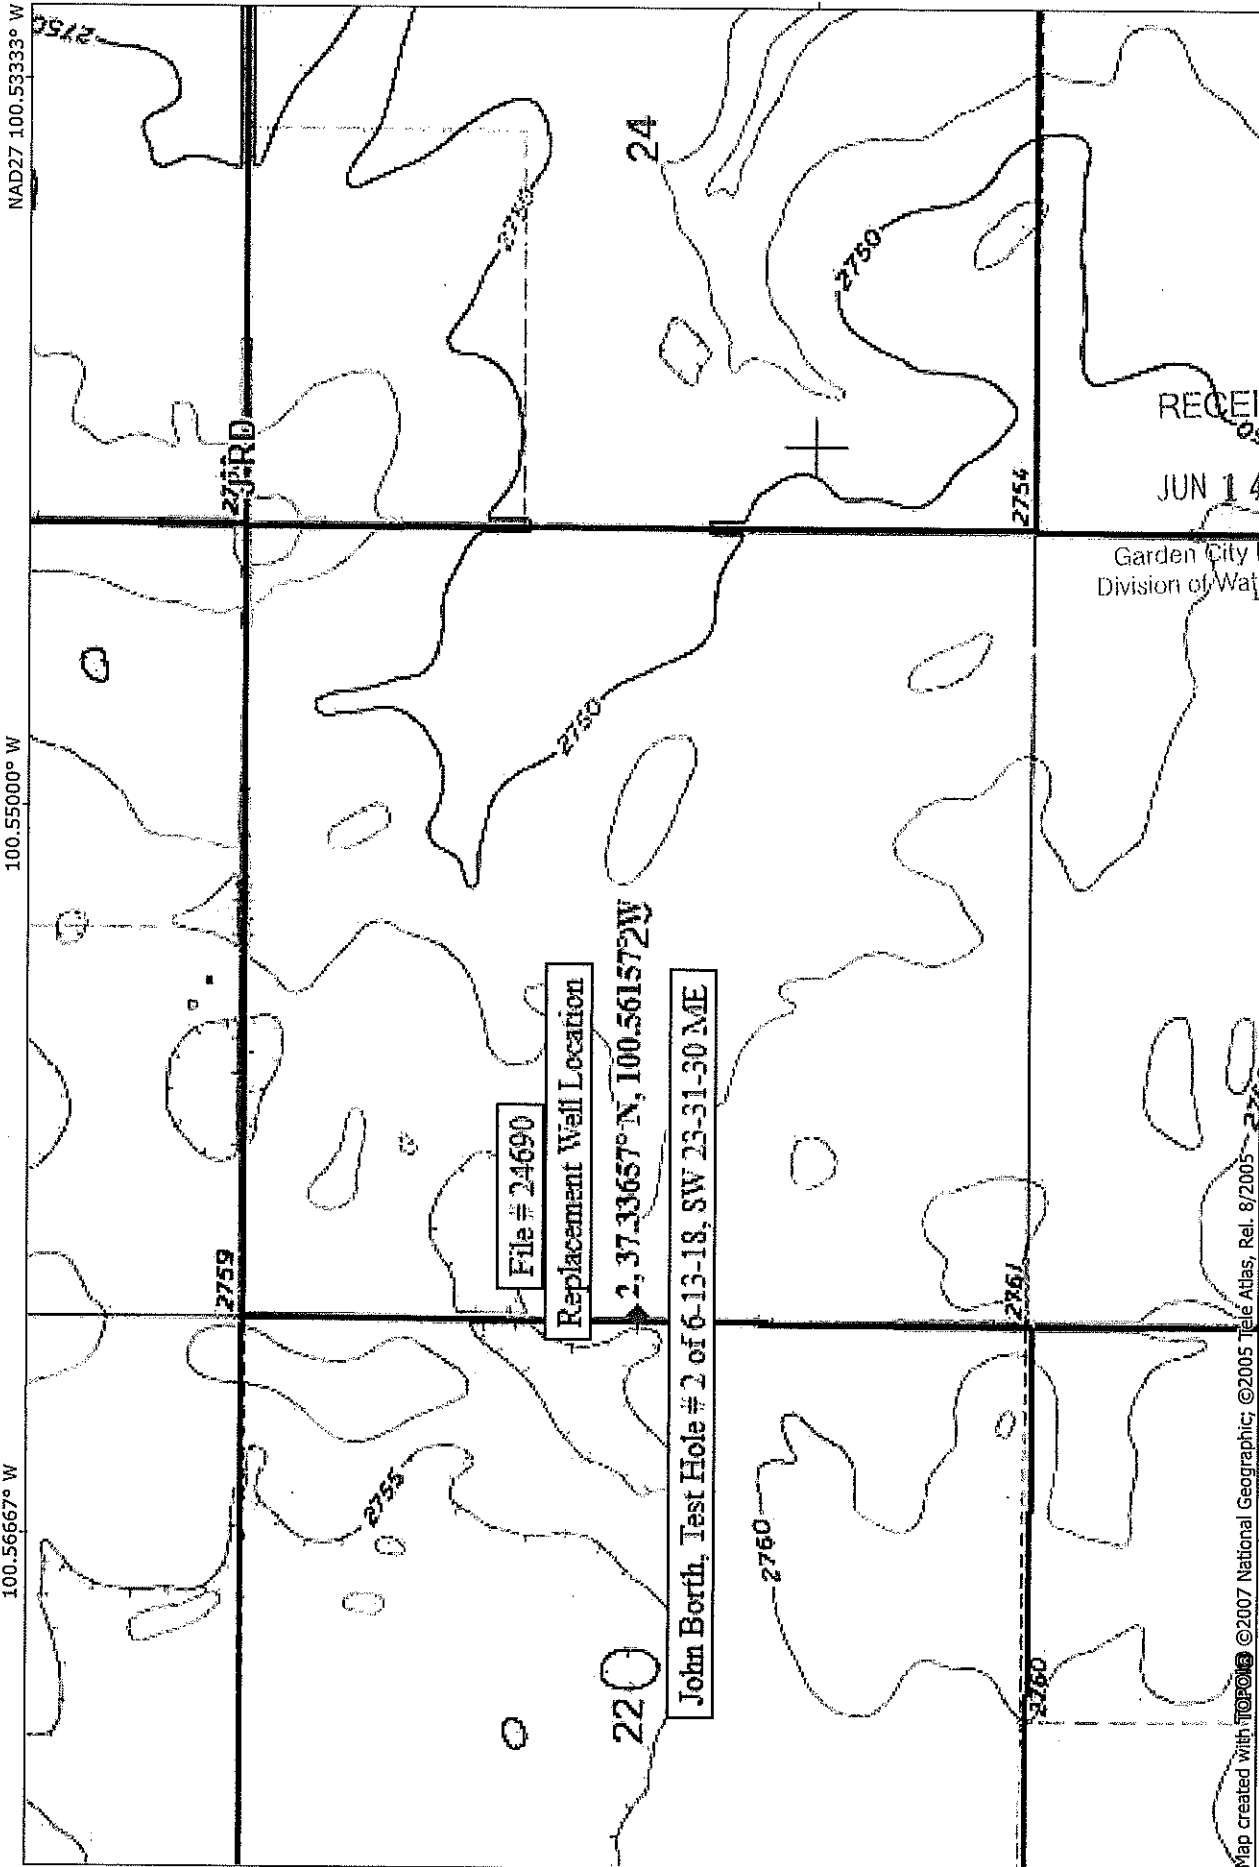 NAD27 100.53333° W
100.55000° W
100.56667° W
2750
J-RD
2759
2750
24
2750
2754
2750
2755
File # 24690
Replacement Well Location
2, 37.33657° N, 100.56157° W
John Borth, Test Hole # 2 of 6-13-18, SW 23-31-30 ME
22
2760
2761
2760
RECEI
JUN 14
Garden City
Division of Wat
Map created with TOPO!® ©2007 National Geographic; ©2005 Tele Atlas, Rel. 8/2005